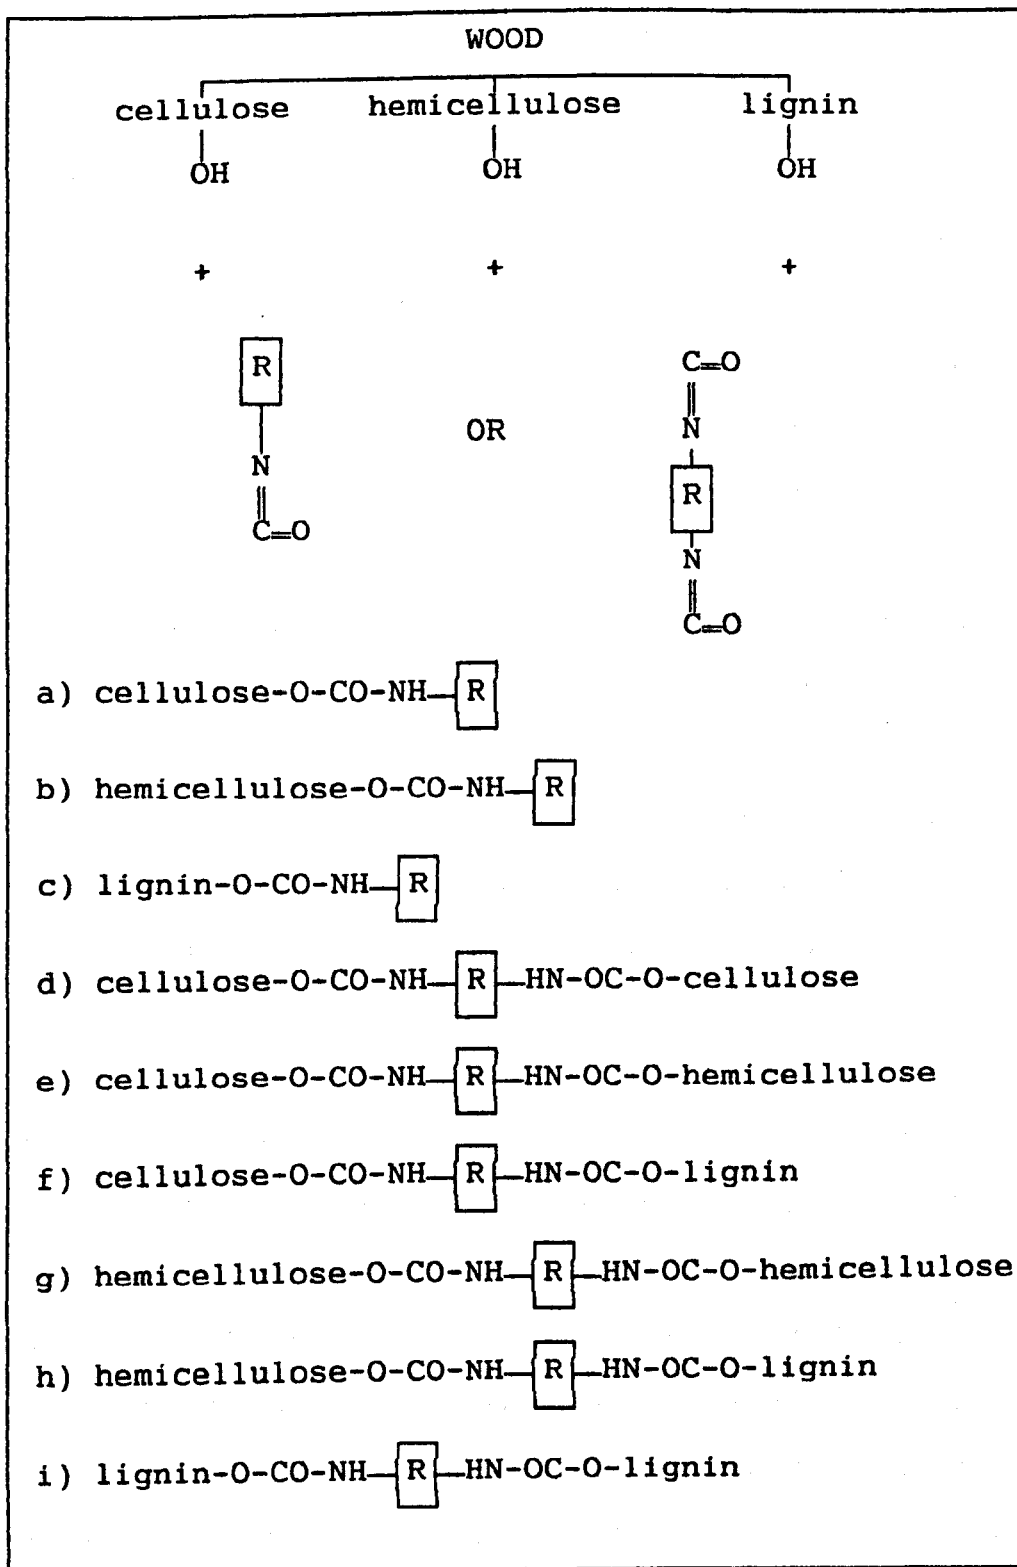 WOOD
cellulose hemicellulose lignin
OH OH OH
+ + +
R C=O
OR N
N R
C=O N
C=O
a) cellulose-O-CO-NH—R
b) hemicellulose-O-CO-NH—R
c) lignin-O-CO-NH—R
d) cellulose-O-CO-NH—R—HN-OC-O-cellulose
e) cellulose-O-CO-NH—R—HN-OC-O-hemicellulose
f) cellulose-O-CO-NH—R—HN-OC-O-lignin
g) hemicellulose-O-CO-NH—R—HN-OC-O-hemicellulose
h) hemicellulose-O-CO-NH—R—HN-OC-O-lignin
i) lignin-O-CO-NH—R—HN-OC-O-lignin